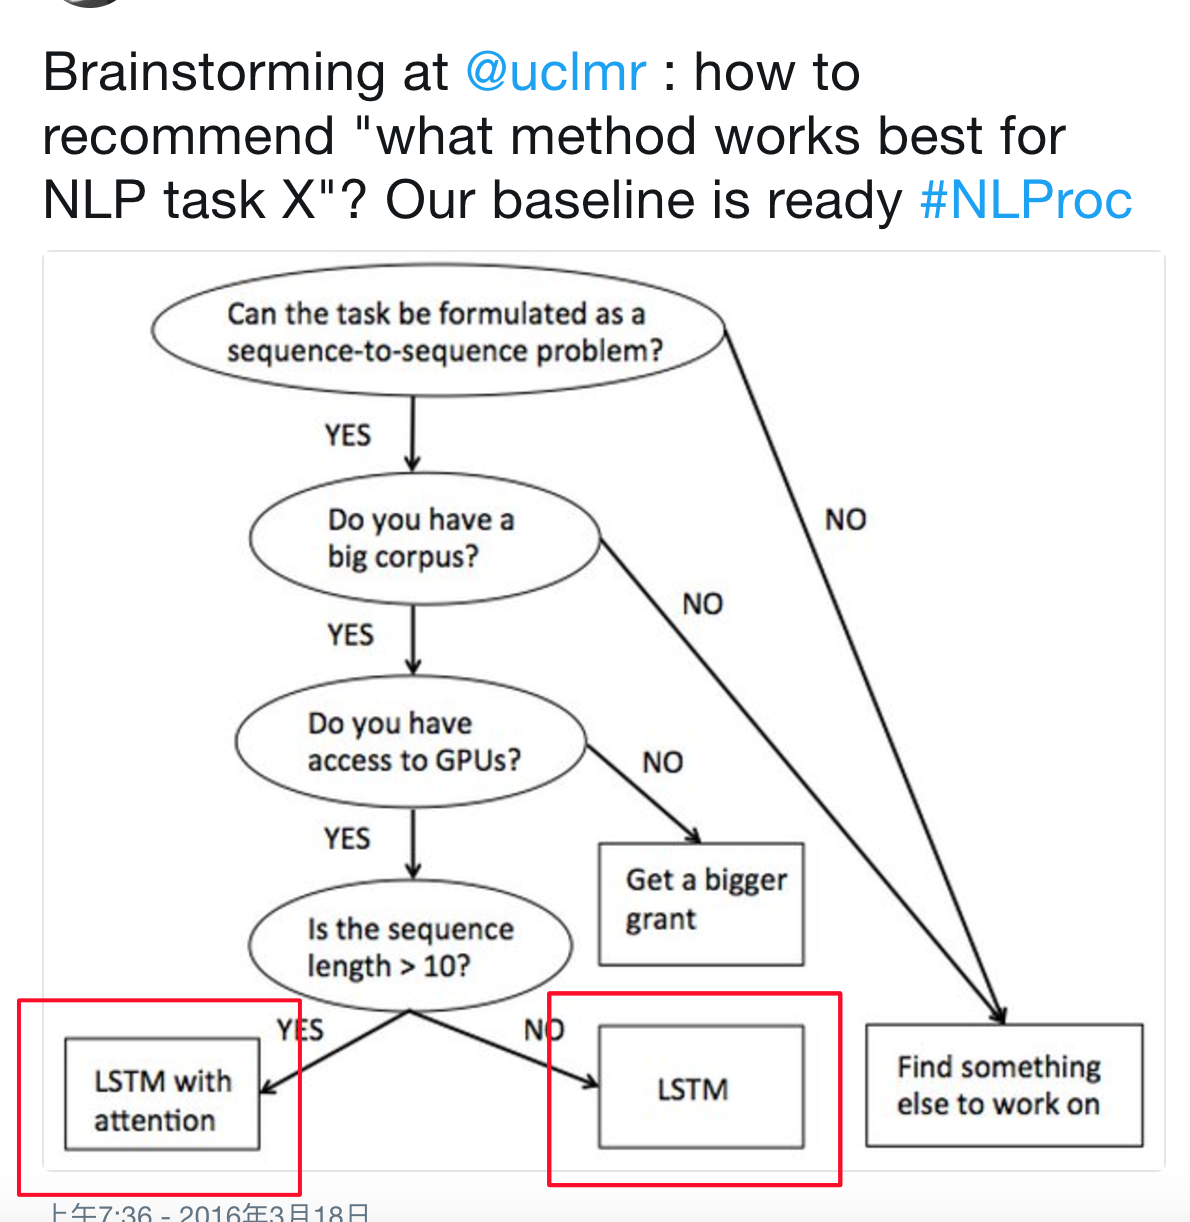 Brainstorming at @uclmr : how to
recommend "what method works best for
NLP task X"? Our baseline is ready #NLProc
Can the task be formulated as a
sequence-to-sequence problem?
YES
NO
Do you have a
big corpus?
NO
YES
Do you have
access to GPUs?
NO
YES
Get a bigger
grant
Is the sequence
length > 10?
YES
NO
LSTM with
attention
LSTM
Find something
else to work on
上午7:36 - 2016年3月18日